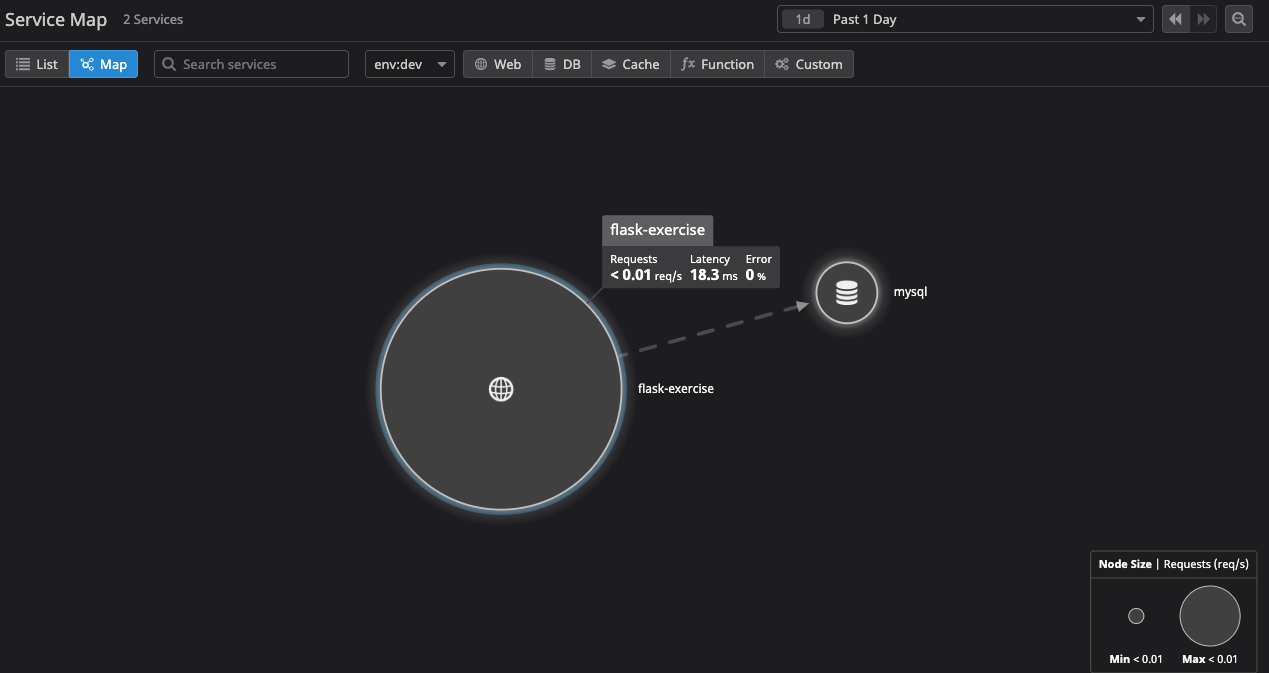 Service Map 2 Services
1d Past 1 Day
List Map Search services env:dev Web DB Cache Function Custom
flask-exercise
Requests Latency Error
< 0.01 req/s 18.3 ms 0 %
mysql
flask-exercise
Node Size | Requests (req/s)
Min < 0.01 Max < 0.01